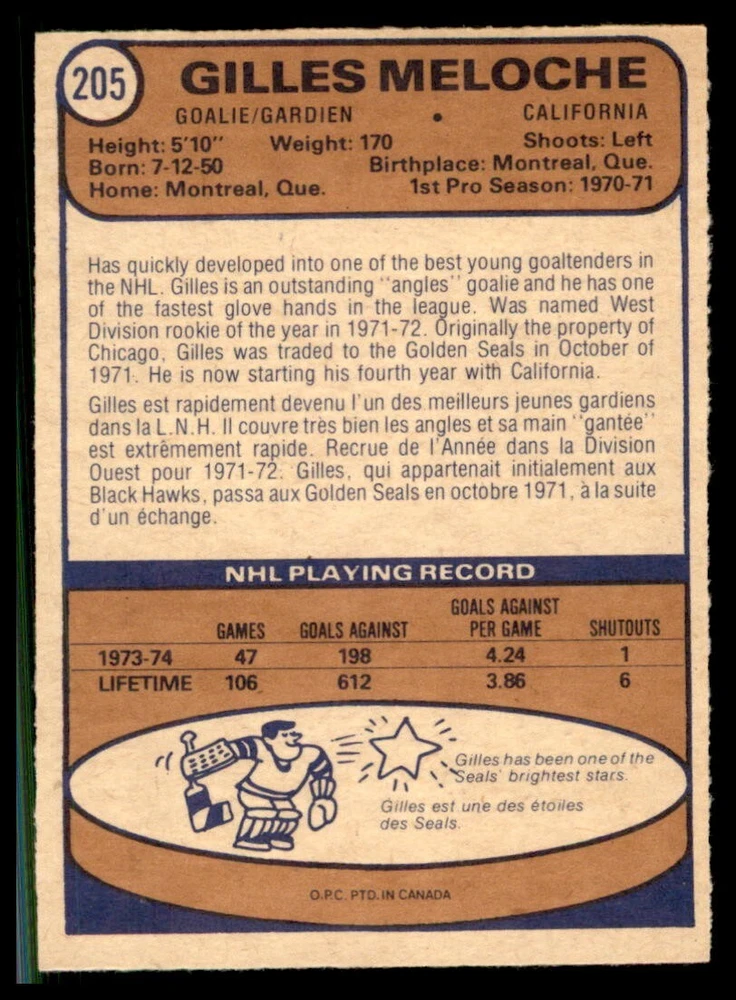 205
GILLES MELOCHE
GOALIE/GARDIEN • CALIFORNIA
Height: 5'10" Weight: 170 Shoots: Left
Born: 7-12-50 Birthplace: Montreal, Que.
Home: Montreal, Que. 1st Pro Season: 1970-71
Has quickly developed into one of the best young goaltenders in
the NHL. Gilles is an outstanding "angles" goalie and he has one
of the fastest glove hands in the league. Was named West
Division rookie of the year in 1971-72. Originally the property of
Chicago, Gilles was traded to the Golden Seals in October of
1971. He is now starting his fourth year with California.
Gilles est rapidement devenu l'un des meilleurs jeunes gardiens
dans la L.N.H. Il couvre très bien les angles et sa main "gantée"
est extrêmement rapide. Recrue de l'Année dans la Division
Ouest pour 1971-72. Gilles, qui appartenait initialement aux
Black Hawks, passa aux Golden Seals en octobre 1971, à la suite
d'un échange.
NHL PLAYING RECORD
GAMES GOALS AGAINST GOALS AGAINST PER GAME SHUTOUTS
1973-74 47 198 4.24 1
LIFETIME 106 612 3.86 6
Gilles has been one of the
Seals' brightest stars.
Gilles est une des étoiles
des Seals.
O.P.C. PTD. IN CANADA